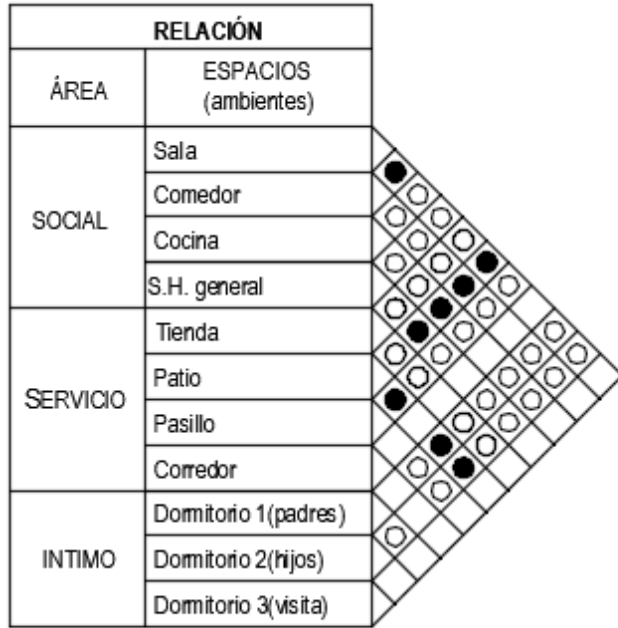 RELACIÓN
ÁREA
ESPACIOS
(ambientes)
SOCIAL
Sala
Comedor
Cocina
S.H. general
SERVICIO
Tienda
Patio
Pasillo
Corredor
INTIMO
Dormitorio 1(padres)
Dormitorio 2(hijos)
Dormitorio 3(visita)